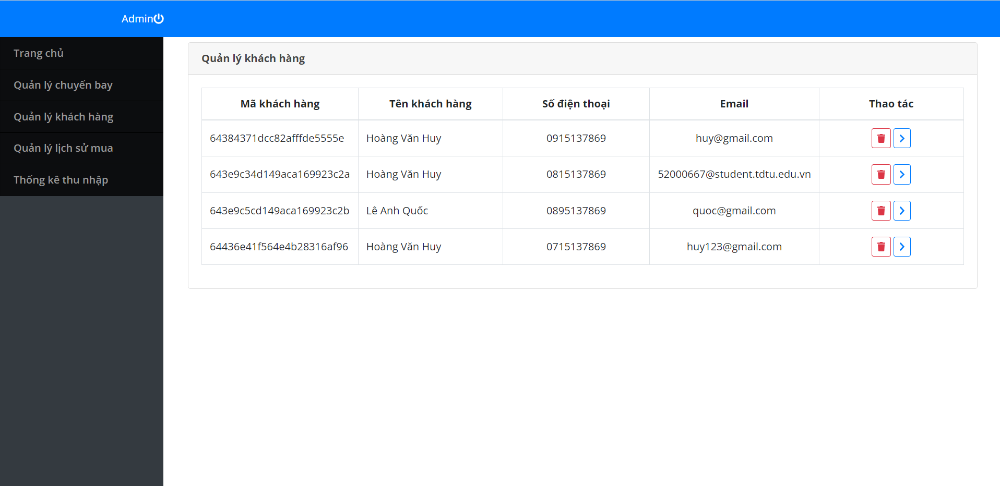 Admin
Trang chủ
Quản lý chuyến bay
Quản lý khách hàng
Quản lý lịch sử mua
Thống kê thu nhập
Quản lý khách hàng
Mã khách hàng Tên khách hàng Số điện thoại Email Thao tác
64384371dcc82afffde5555e Hoàng Văn Huy 0915137869 huy@gmail.com
643e9c34d149aca169923c2a Hoàng Văn Huy 0815137869 52000667@student.tdtu.edu.vn
643e9c5cd149aca169923c2b Lê Anh Quốc 0895137869 quoc@gmail.com
64436e41f564e4b28316af96 Hoàng Văn Huy 0715137869 huy123@gmail.com